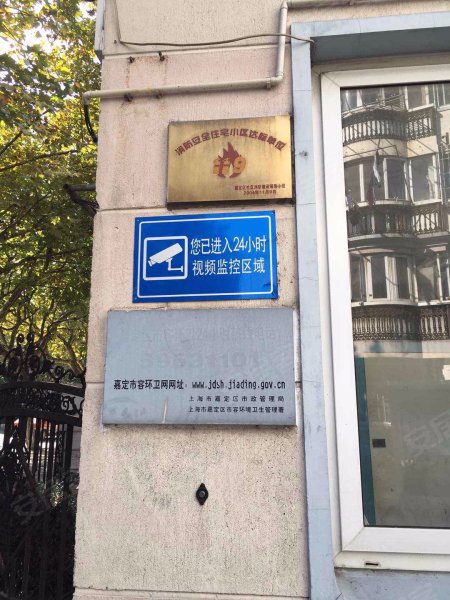 消防安全住宅小区达标单位
119
您已进入24小时
视频监控区域
嘉定市容环卫网网址：www.jdsh.jiading.gov.cn
上海市嘉定区市政管理局
上海市嘉定区市容环境卫生管理署